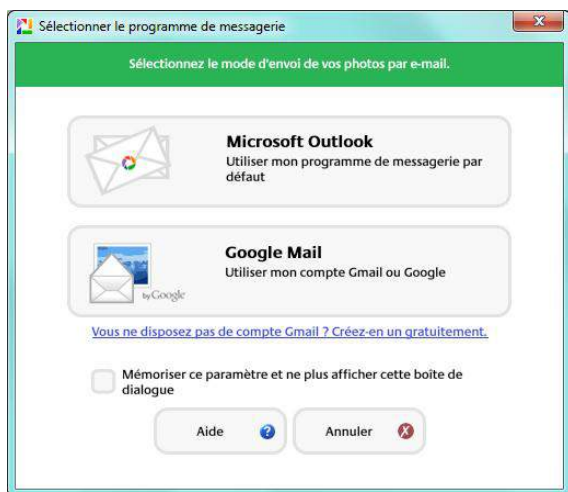 Sélectionner le programme de messagerie
Sélectionnez le mode d'envoi de vos photos par e-mail.
Microsoft Outlook
Utiliser mon programme de messagerie par
défaut
Google Mail
Utiliser mon compte Gmail ou Google
by Google
Vous ne disposez pas de compte Gmail ? Créez-en un gratuitement.
Mémoriser ce paramètre et ne plus afficher cette boîte de
dialogue
Aide ?
Annuler